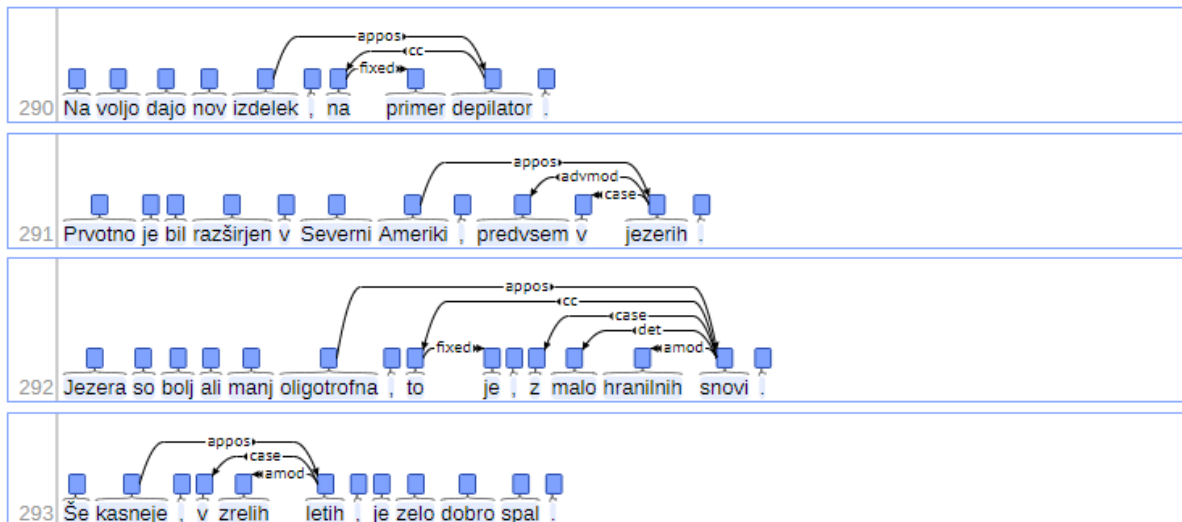 appos
cc
fixed
290 Na voljo dajo nov izdelek , na primer depilator .
appos
advmod
case
291 Prvotno je bil razširjen v Severni Ameriki , predvsem v jezerih .
appos
cc
case
det
fixed amod
292 Jezera so bolj ali manj oligotrofna , to je , z malo hranilnih snovi .
appos
case
amod
293 Še kasneje , v zrelih letih , je zelo dobro spal .